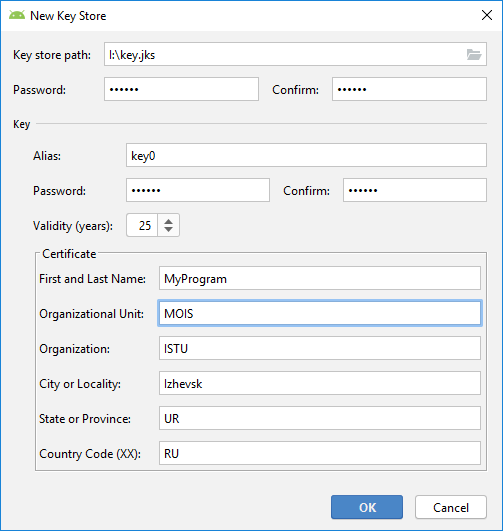 New Key Store
Key store path: I:\key.jks
Password: •••••• Confirm: ••••••
Key
Alias: key0
Password: •••••• Confirm: ••••••
Validity (years): 25
Certificate
First and Last Name: MyProgram
Organizational Unit: MOIS
Organization: ISTU
City or Locality: Izhevsk
State or Province: UR
Country Code (XX): RU
OK Cancel